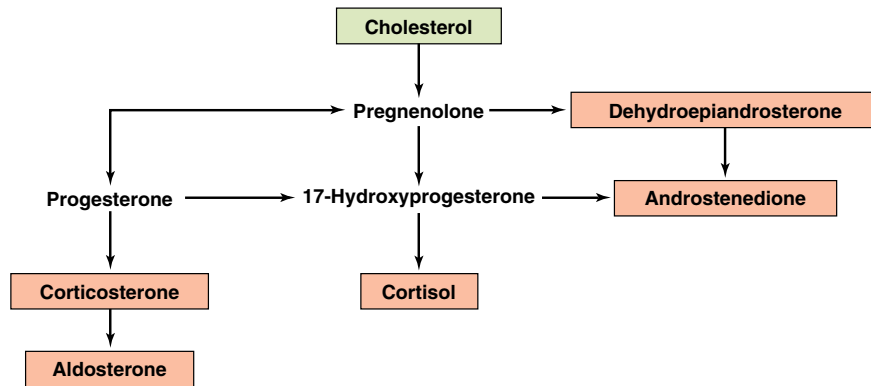 Cholesterol
Pregnenolone
Dehydroepiandrosterone
Progesterone
17-Hydroxyprogesterone
Androstenedione
Corticosterone
Cortisol
Aldosterone